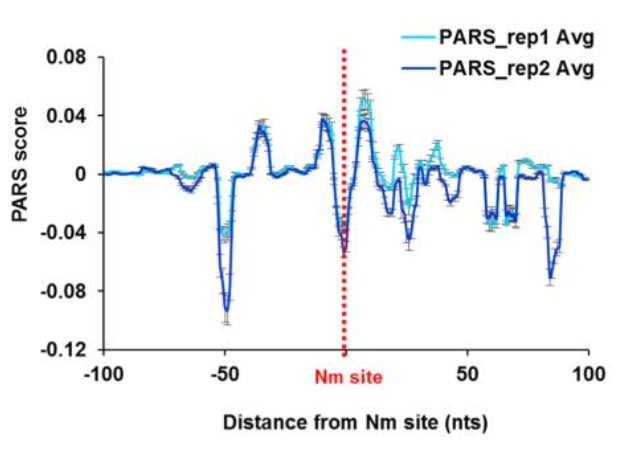 PARS_rep1 Avg
PARS_rep2 Avg
0.08
0.04
0
-0.04
-0.08
-0.12
PARS score
-100
-50
Nm site
50
100
Distance from Nm site (nts)